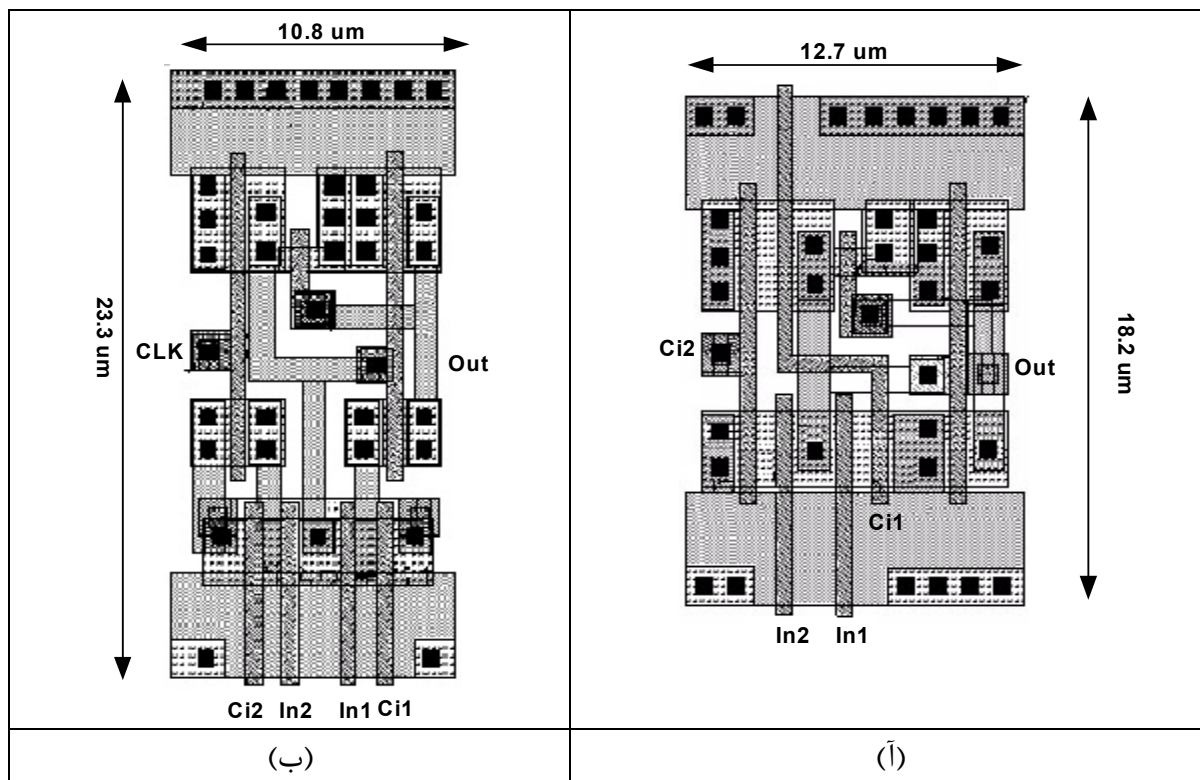 10.8 um
23.3 um
CLK
Out
Ci2 In2 In1 Ci1
(ب)
12.7 um
18.2 um
Ci2
Out
Ci1
In2 In1
(آ)